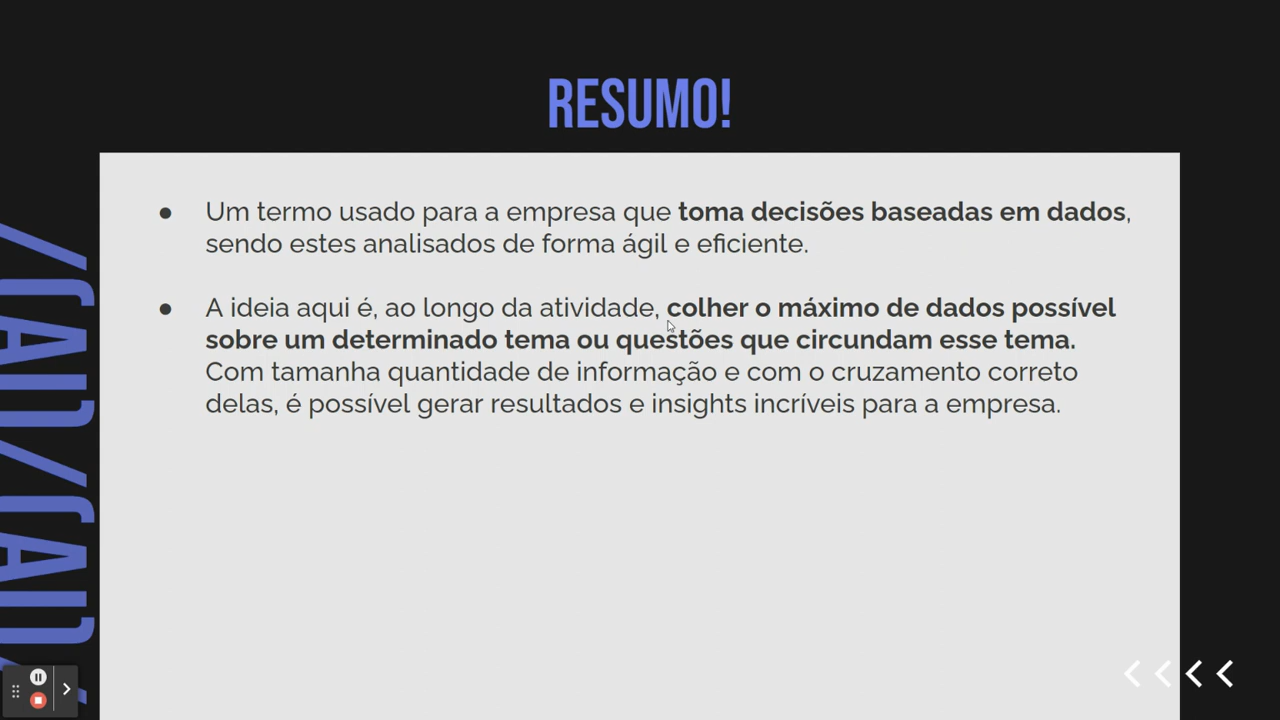 RESUMO!
● Um termo usado para a empresa que toma decisões baseadas em dados,
sendo estes analisados de forma ágil e eficiente.
● A ideia aqui é, ao longo da atividade, colher o máximo de dados possível
sobre um determinado tema ou questões que circundam esse tema.
Com tamanha quantidade de informação e com o cruzamento correto
delas, é possível gerar resultados e insights incríveis para a empresa.